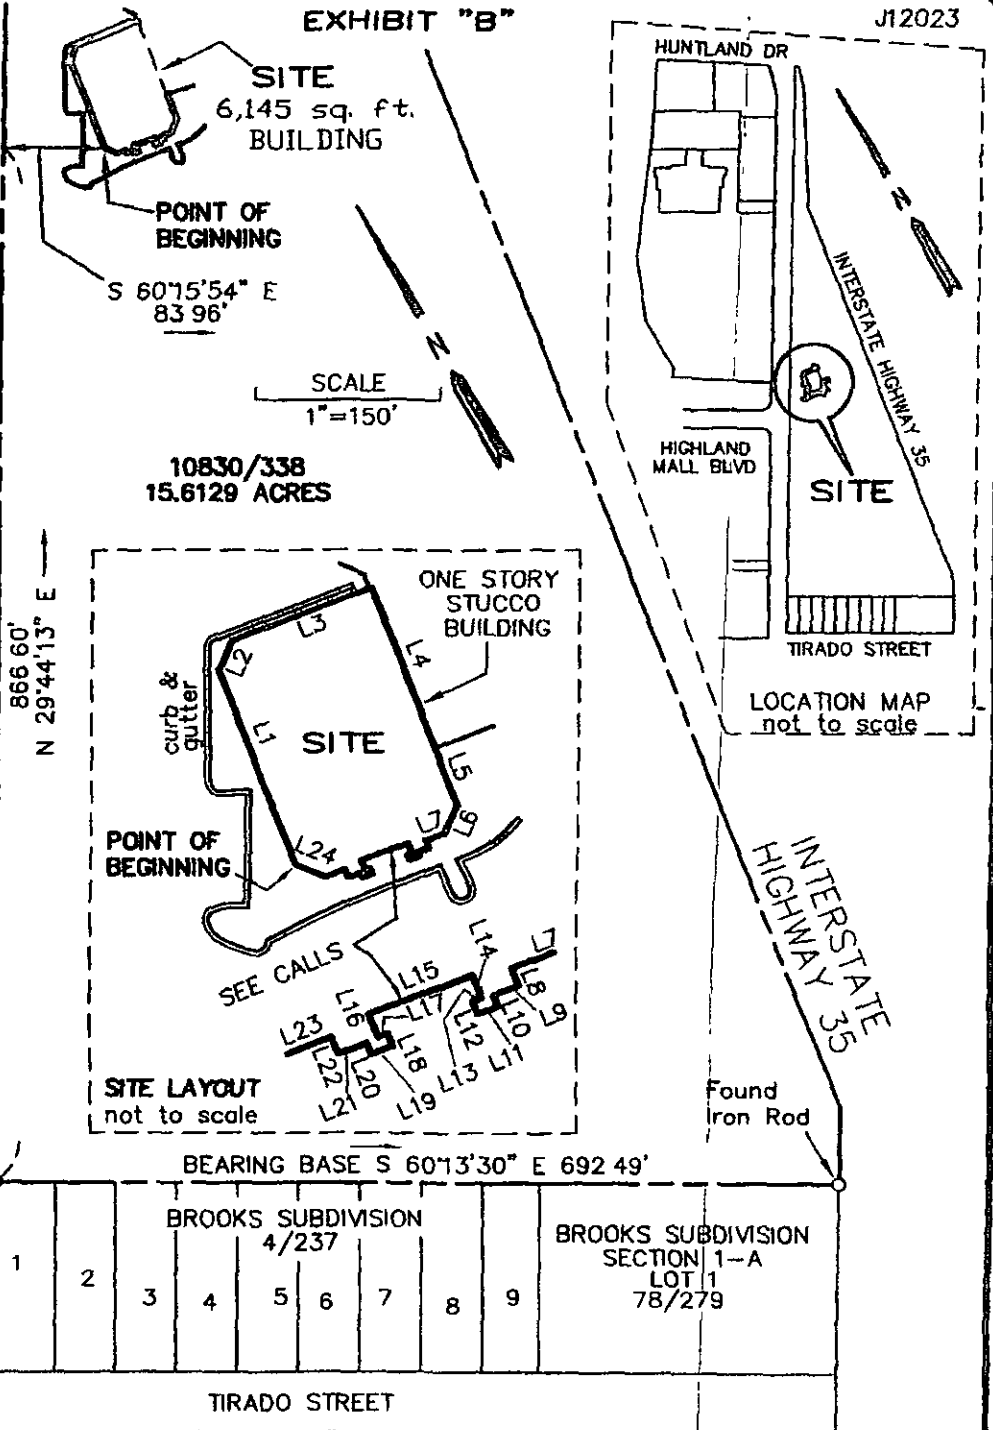 EXHIBIT "B"
J12023
SITE
6,145 sq. ft.
BUILDING
POINT OF
BEGINNING
S 60°15'54" E
83 96'
N
SCALE
1"=150'
10830/338
15.6129 ACRES
866 60'
N 29°44'13" E
HUNTLAND DR
N
INTERSTATE HIGHWAY 35
HIGHLAND
MALL BLVD
SITE
TIRADO STREET
LOCATION MAP
not to scale
ONE STORY
STUCCO
BUILDING
L3
L2
L4
curb &
gutter
L1
SITE
L5
L6
L7
POINT OF
BEGINNING
L24
SEE CALLS
L7
L14
L15
L8
L16
L17
L9
L10
L23
L12
L18
L11
L22
L20
L13
L21
L19
SITE LAYOUT
not to scale
INTERSTATE
HIGHWAY 35
Found
Iron Rod
BEARING BASE S 60°13'30" E 692 49'
BROOKS SUBDIVISION
4/237
BROOKS SUBDIVISION
SECTION 1-A
LOT 1
78/279
1
2
3
4
5
6
7
8
9
TIRADO STREET